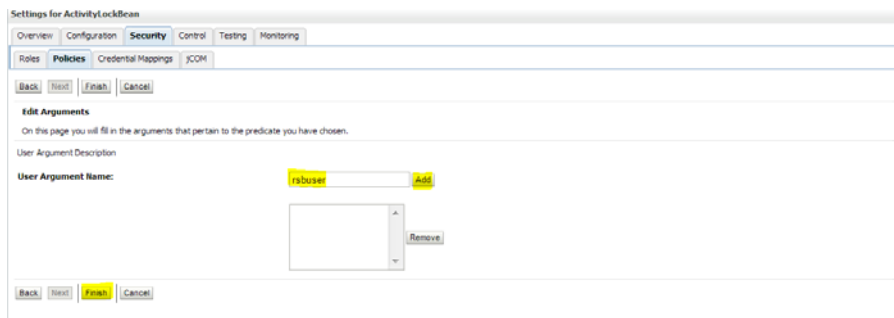 Settings for ActivityLockBean
Overview Configuration Security Control Testing Monitoring
Roles Policies Credential Mappings jCOM
Back Next Finish Cancel
Edit Arguments
On this page you will fill in the arguments that pertain to the predicate you have chosen.
User Argument Description
User Argument Name: rsbuser Add
Remove
Back Next Finish Cancel